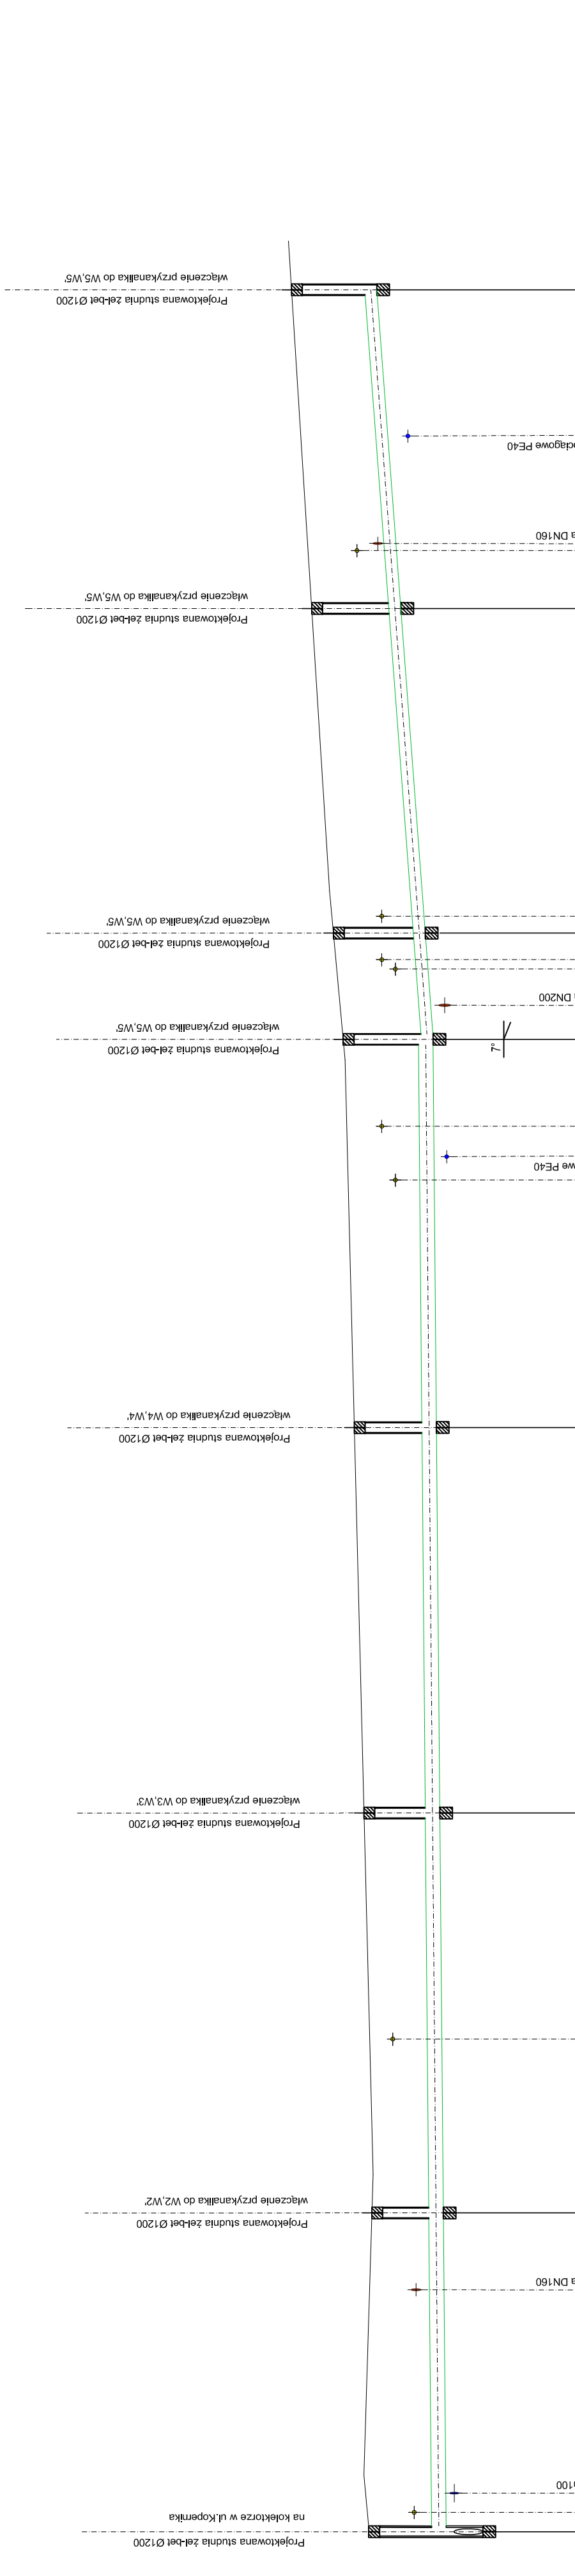 Projektowana studnia żel-bet Ø1200
na kolektorze w ul.Kopernika
100
DN160
Projektowana studnia żel-bet Ø1200
włączenie przykanalika do W2,W2'
Projektowana studnia żel-bet Ø1200
włączenie przykanalika do W3,W3'
Projektowana studnia żel-bet Ø1200
włączenie przykanalika do W4,W4'
PE40
7°
Projektowana studnia żel-bet Ø1200
włączenie przykanalika do W5,W5'
DN200
Projektowana studnia żel-bet Ø1200
włączenie przykanalika do W5,W5'
Projektowana studnia żel-bet Ø1200
włączenie przykanalika do W5,W5'
DN160
PE40
Projektowana studnia żel-bet Ø1200
włączenie przykanalika do W5,W5'